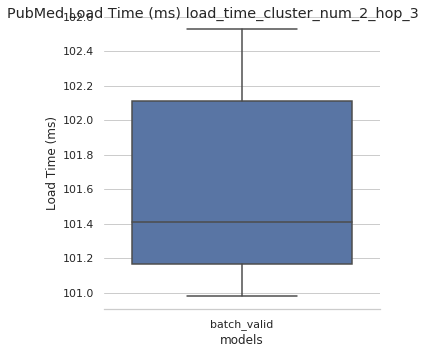 PubMed Load Time (ms) load_time_cluster_num_2_hop_3
102.6
102.4
102.2
102.0
101.8
101.6
101.4
101.2
101.0
Load Time (ms)
batch_valid
models